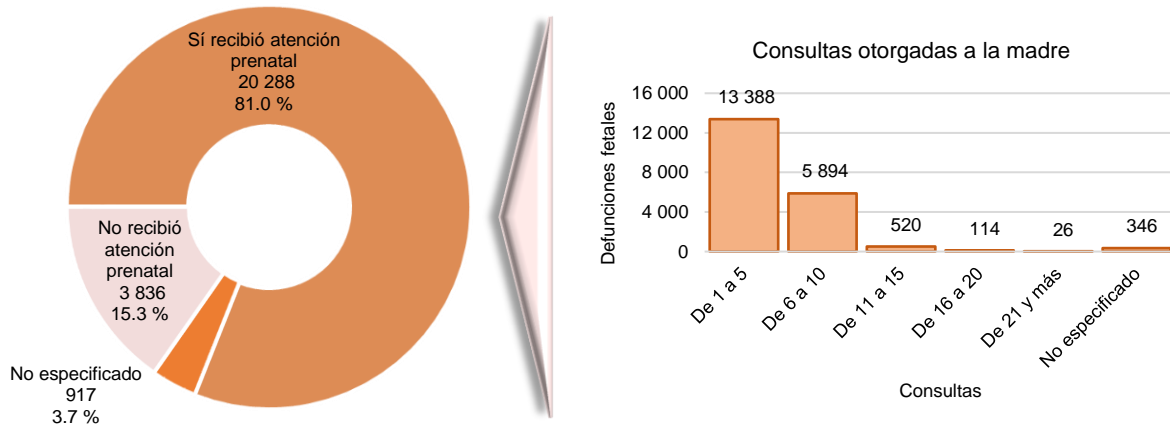 Sí recibió atención
prenatal
20 288
81.0 %
No recibió
atención
prenatal
3 836
15.3 %
No especificado
917
3.7 %
Consultas otorgadas a la madre
Defunciones fetales
16 000
12 000
8 000
4 000
0
13 388
5 894
520
114
26
346
De 1 a 5
De 6 a 10
De 11 a 15
De 16 a 20
De 21 y más
No especificado
Consultas